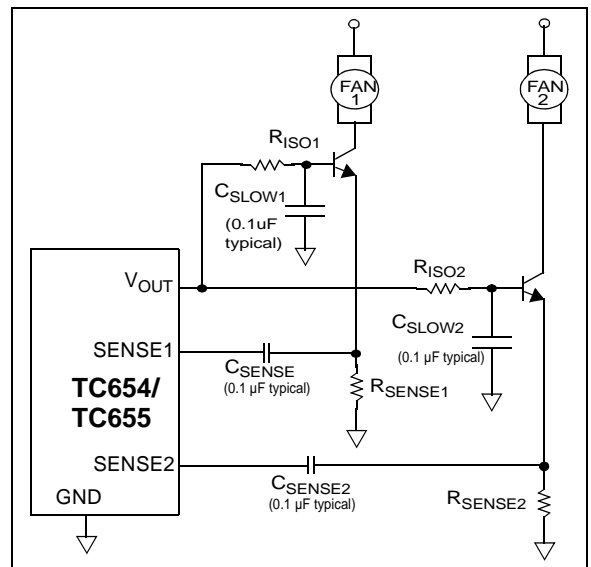 FAN
1
FAN
2
RISO1
CSLOW1
(0.1uF
typical)
VOUT
RISO2
CSLOW2
(0.1 µF typical)
SENSE1
CSENSE
(0.1 µF typical)
RSENSE1
TC654/
TC655
SENSE2
CSENSE2
(0.1 µF typical)
RSENSE2
GND